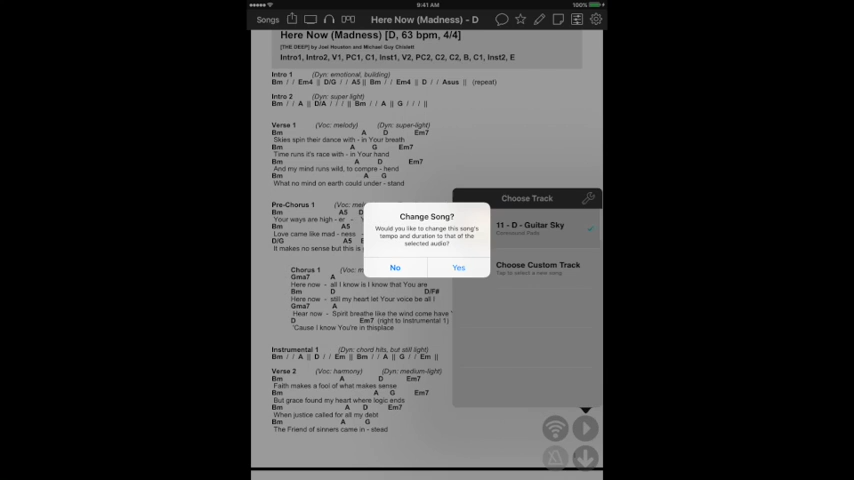 9:41 AM
100%
Songs
Here Now (Madness) - D
Here Now (Madness) [D, 63 bpm, 4/4]
[THE DEEP] by Joel Houston and Michael Guy Chislett
Intro1, Intro2, V1, PC1, C1, Inst1, V2, PC2, C2, C2, B, C1, Inst2, E
Intro 1 (Dyn: emotional, building)
Bm / / Em4 || D/G / / A5 || Bm / / Em4 || D / / Asus || (repeat)
Intro 2 (Dyn: super light)
Bm / / A || D/A / / / || Bm / / A || G / / / ||
Verse 1 (Voc: melody) (Dyn: super-light)
Bm A D Em7
Skies spin their dance with - in Your breath
Bm A G Em7
Time runs it's race with - in Your hand
Bm A D Em7
And my mind runs wild, to compre - hend
Bm A G
What no mind on earth could under - stand
Pre-Chorus 1 (Voc: me
Bm A5 D
Your ways are high - er - Y
Bm A5
Love came like mad - ness -
D/G A5
It makes no sense but this is
Chorus 1 (Voc: m
Gma7 A
Here now - all I know is I know that You are
Bm D D/F#
Here now - still my heart let Your voice be all I
Gma7 A
Hear now - Spirit breathe like the wind come have "
D Em7 (right to Instrumental 1)
'Cause I know You're in thisplace
Instrumental 1 (Dyn: chord hits, but still light)
Bm / / A || D / / Em || Bm / / A || G / / Em ||
Verse 2 (Voc: harmony) (Dyn: medium-light)
Bm A D Em7
Faith makes a fool of what makes sense
Bm A G Em7
But grace found my heart where logic ends
Bm A D Em7
When justice called for all my debt
Bm A G
The Friend of sinners came in - stead
Change Song?
Would you like to change this song's
tempo and duration to that of the
selected audio?
No Yes
Choose Track
11 - D - Guitar Sky
Commound Pads
Choose Custom Track
Tap to select a new song